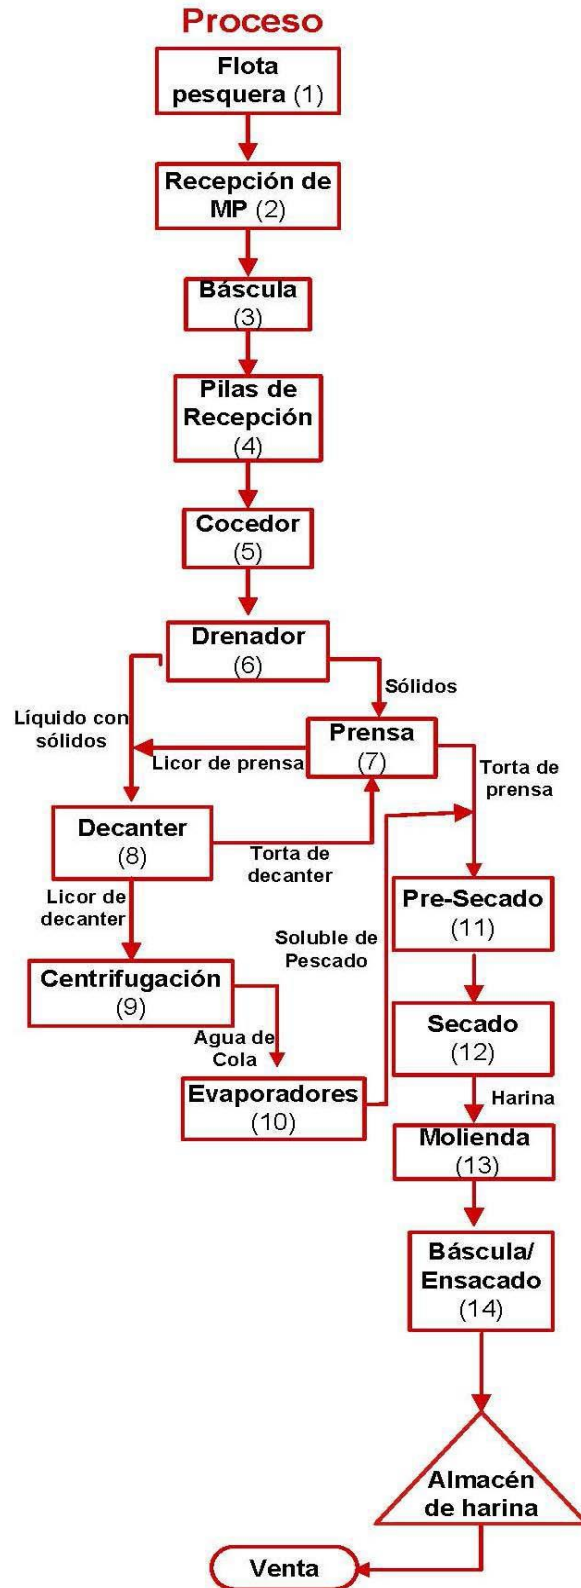 Proceso
Flota
pesquera (1)
Recepción de
MP (2)
Báscula
(3)
Pilas de
Recepción
(4)
Cocedor
(5)
Drenador
(6)
Sólidos
Líquido con
sólidos
Prensa
(7)
Licor de prensa
Torta de
prensa
Decanter
(8)
Torta de
decanter
Licor de
decanter
Pre-Secado
(11)
Soluble de
Pescado
Centrifugación
(9)
Secado
(12)
Agua de
Cola
Evaporadores
(10)
Harina
Molienda
(13)
Báscula/
Ensacado
(14)
Almacén
de harina
Venta